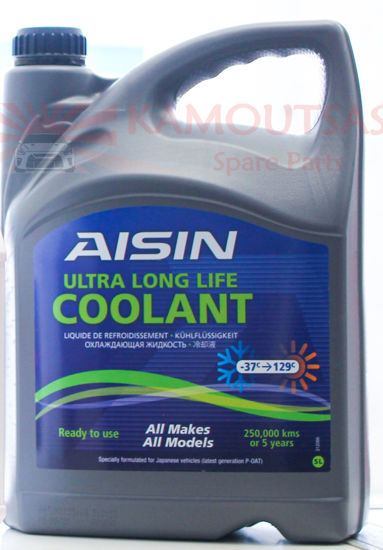 KAMOUTSAS
Spare Parts
AISIN
ULTRA LONG LIFE
COOLANT
LIQUIDE DE REFROIDISSEMENT - KÜHLFLÜSSIGKEIT
ОХЛАЖДАЮЩАЯ ЖИДКОСТЬ - 冷却液
-37°C→129°C
Ready to use
All Makes
All Models
250,000 kms
or 5 years
Specially formulated for Japanese vehicles (latest generation P-OAT)
5L